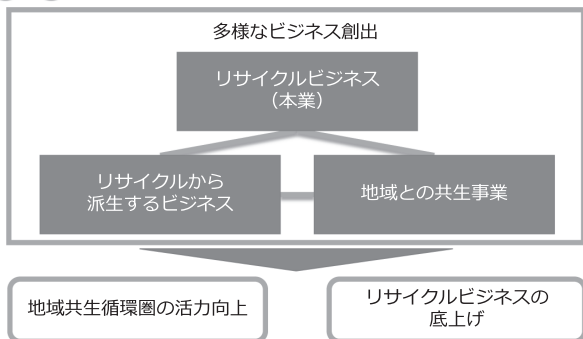 多様なビジネス創出
リサイクルビジネス
（本業）
リサイクルから
派生するビジネス
地域との共生事業
地域共生循環圏の活力向上
リサイクルビジネスの
底上げ